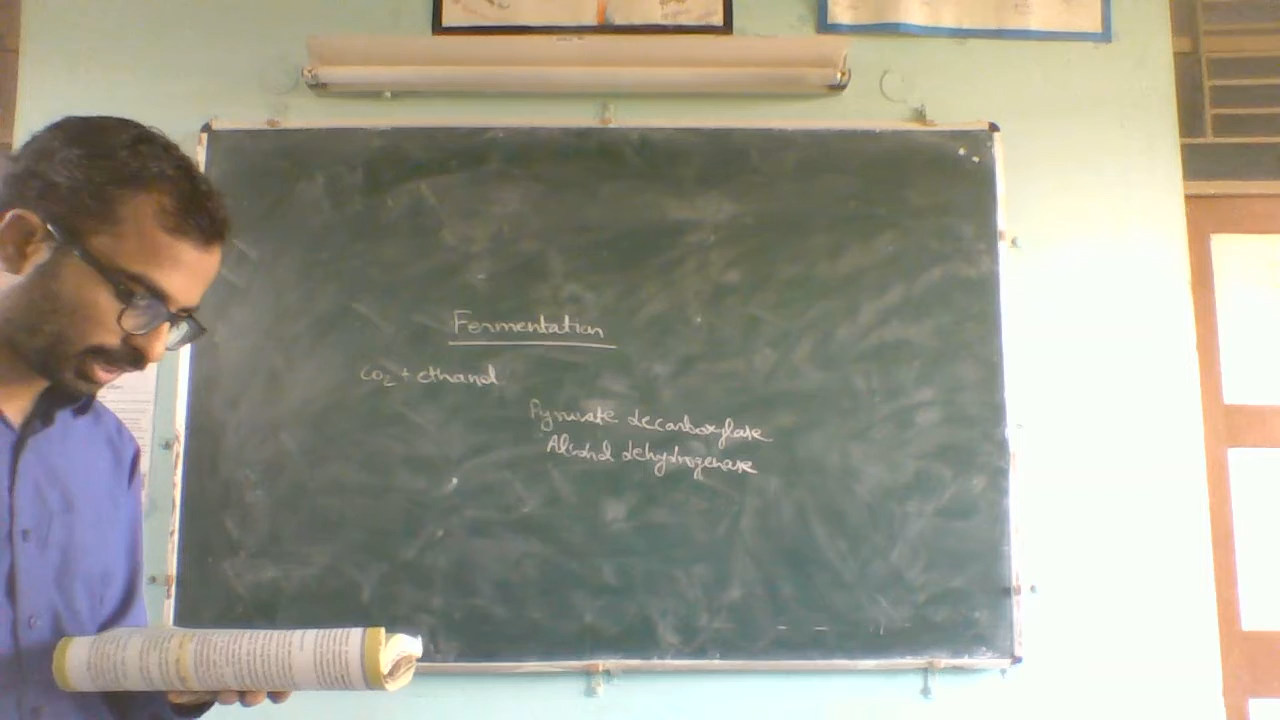 Fermentation
CO2 + ethanol
Pyruvate decarboxylase
Alcohol dehydrogenase